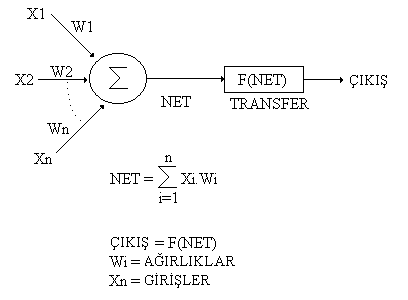 X1
W1
X2 W2 Σ F(NET) ÇIKIŞ
NET TRANSFER
Wn
Xn
n
NET = ∑ Xi.Wi
i=1
ÇIKIŞ = F(NET)
Wi = AĞIRLIKLAR
Xn = GİRİŞLER